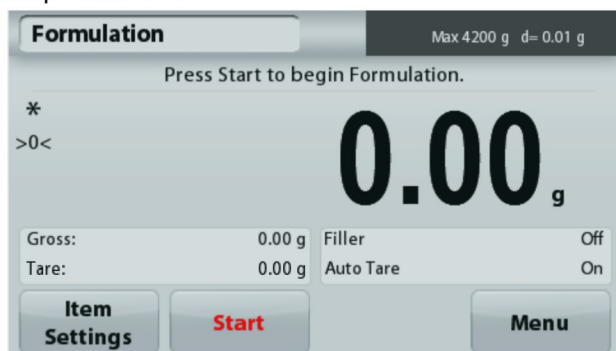 Formulation
Max 4200 g d= 0.01 g
Press Start to begin Formulation.
*
>0<
0.00 g
Gross: 0.00 g Filler Off
Tare: 0.00 g Auto Tare On
Item Settings Start Menu